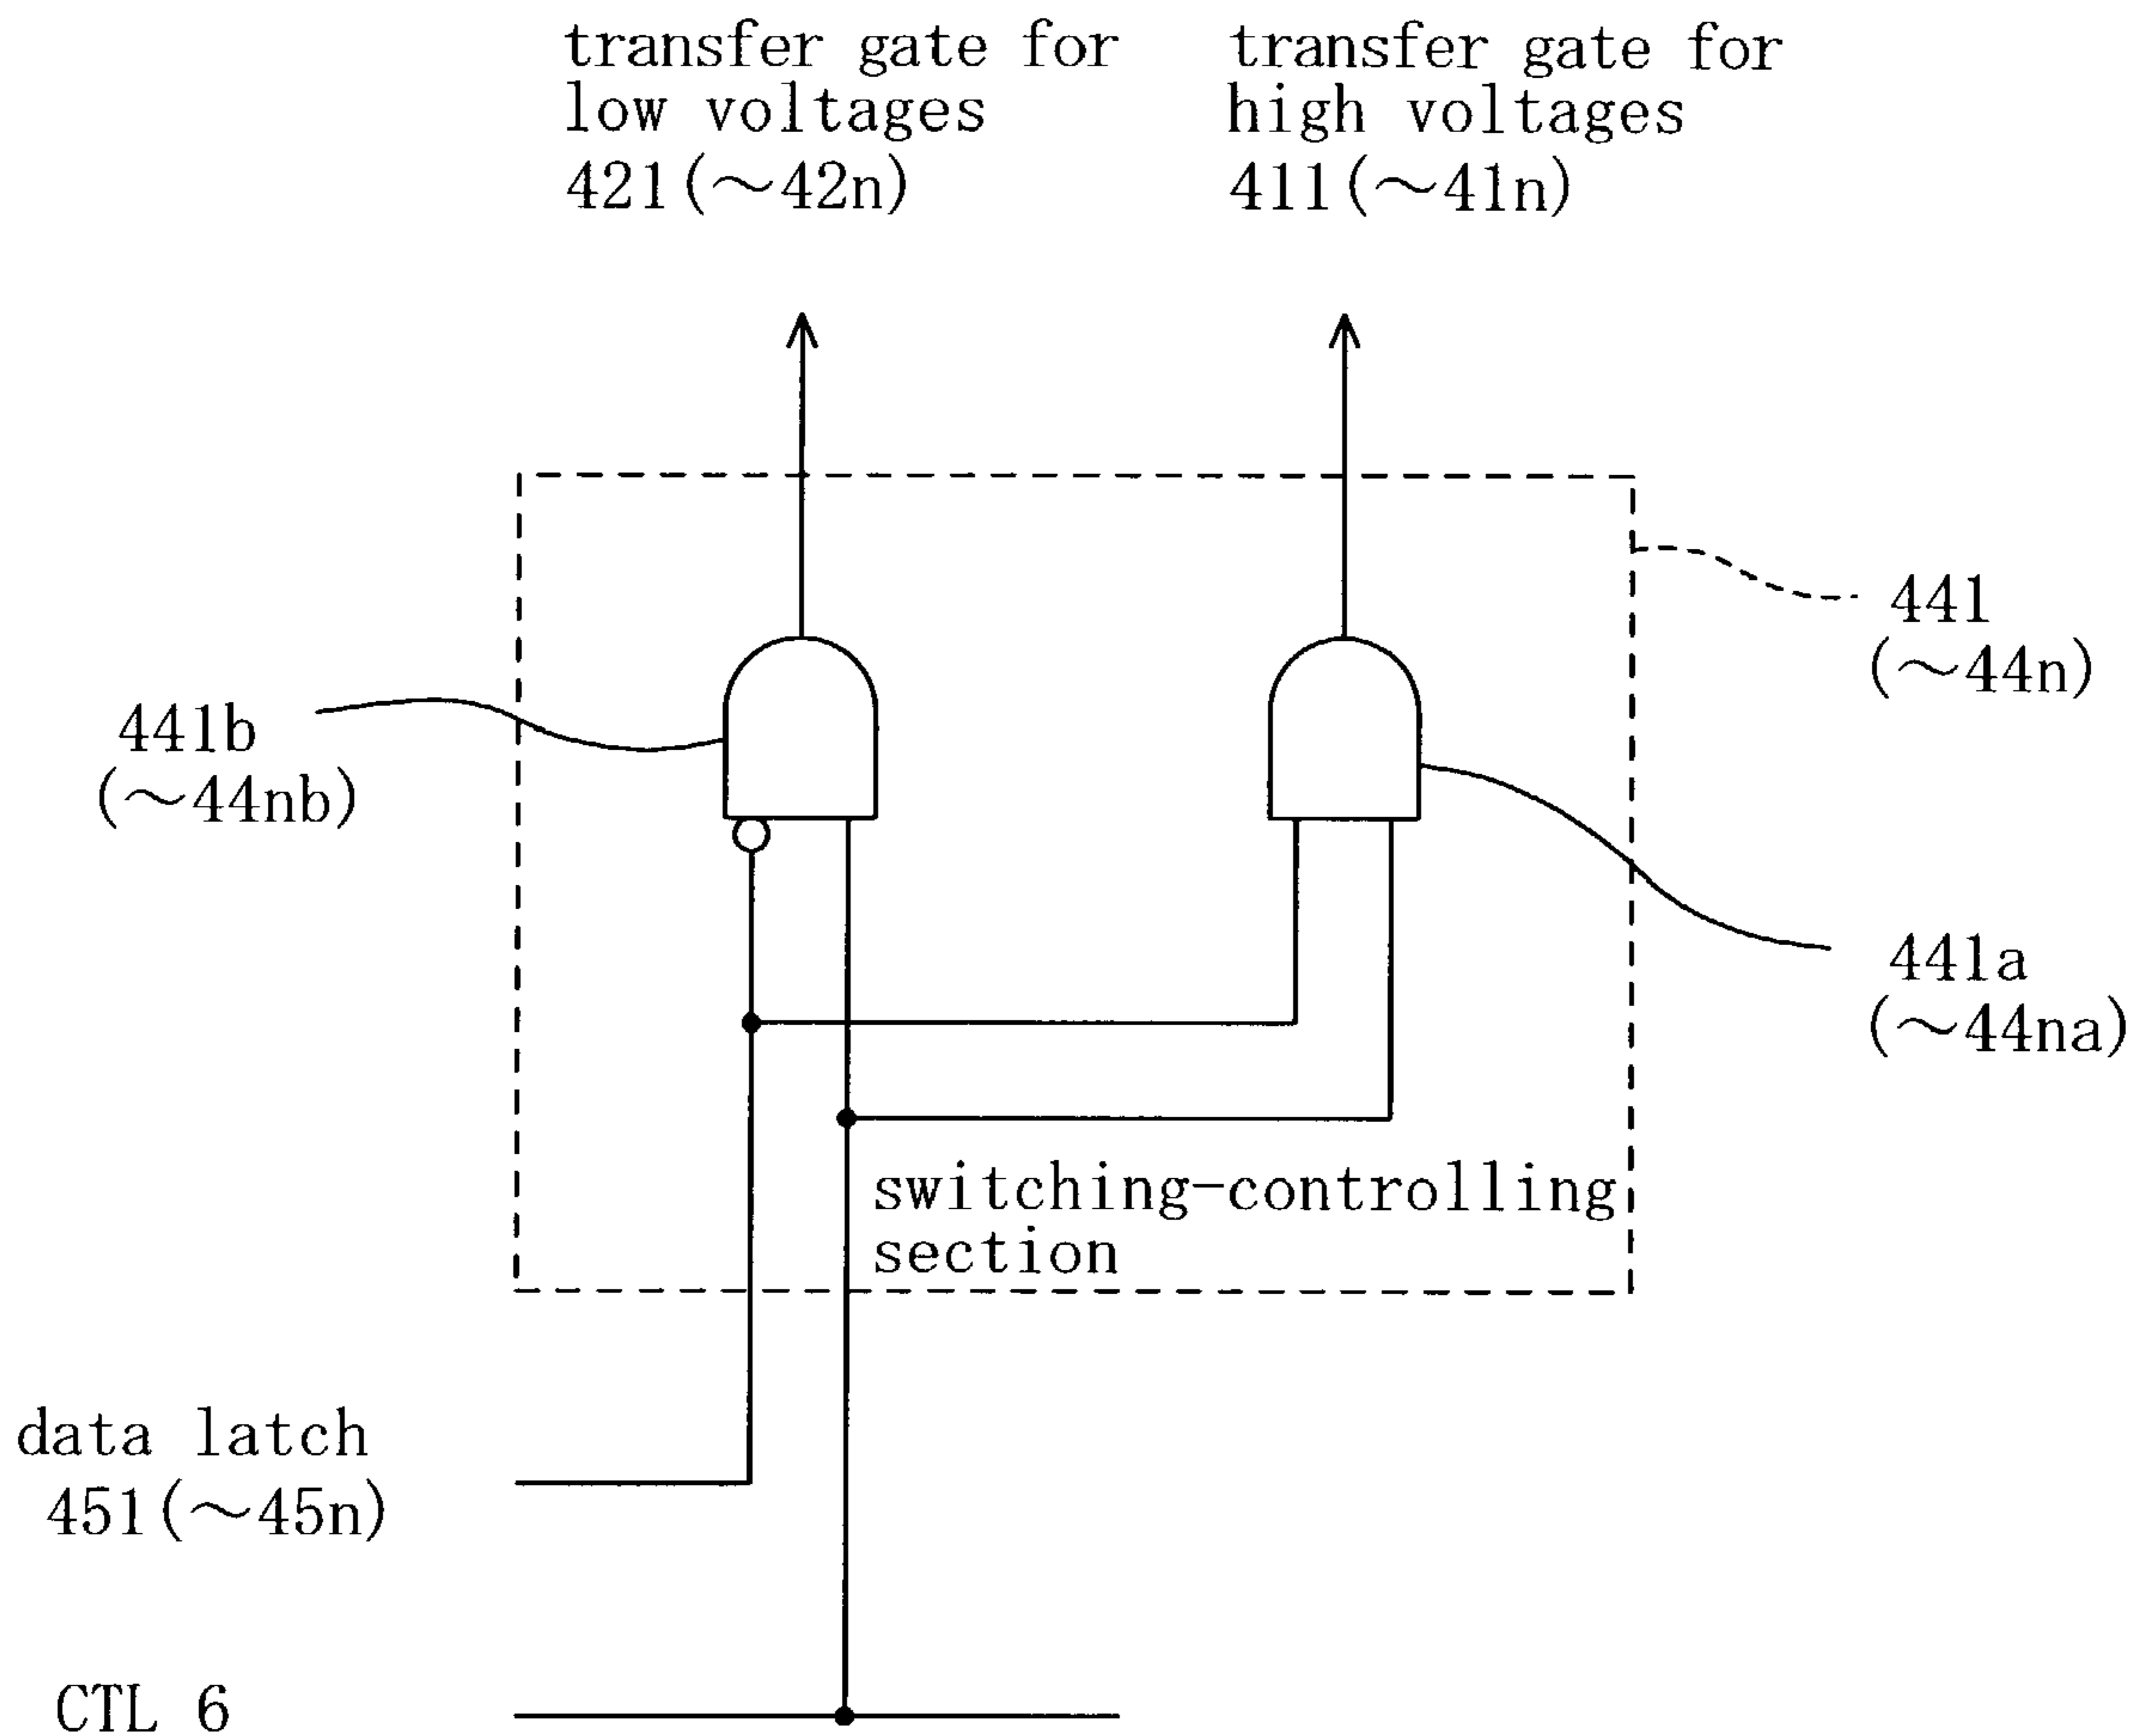 transfer gate for
low voltages
421(～42n)
transfer gate for
high voltages
411(～41n)
441
(～44n)
441b
(～44nb)
441a
(～44na)
switching-controlling
section
data latch
451(～45n)
CTL 6